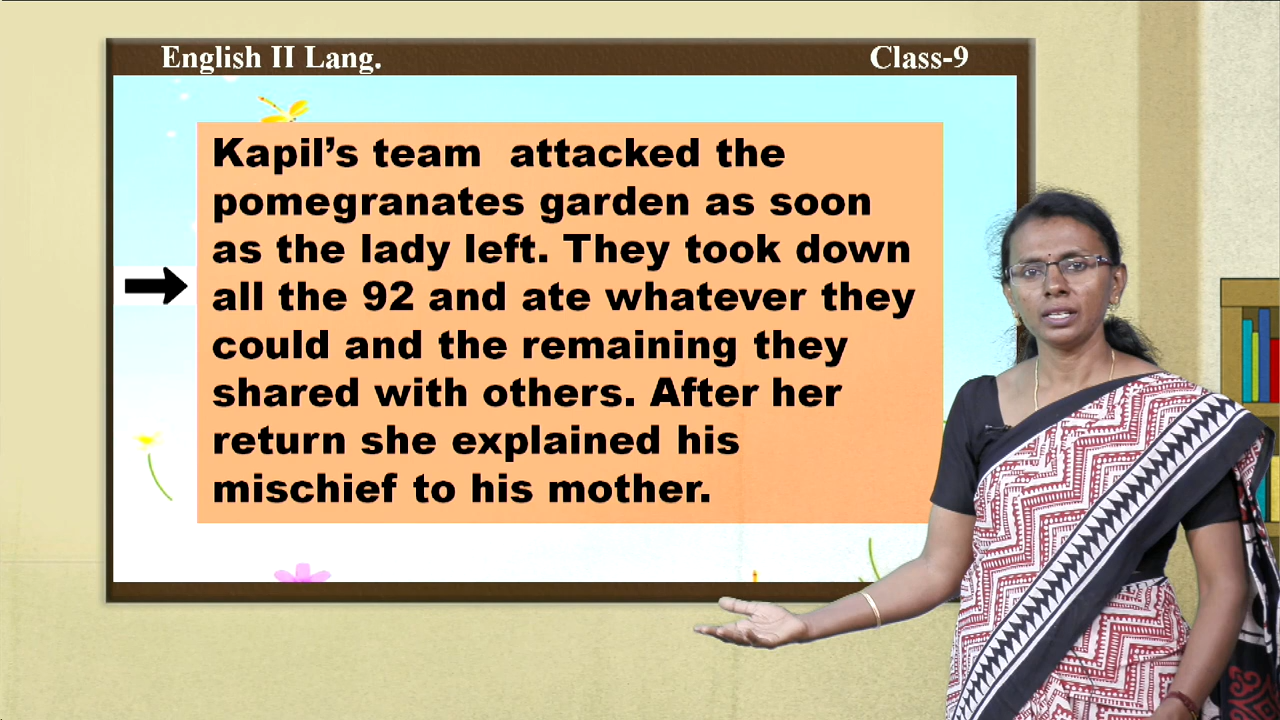 English II Lang. Class-9
Kapil’s team attacked the
pomegranates garden as soon
as the lady left. They took down
all the 92 and ate whatever they
could and the remaining they
shared with others. After her
return she explained his
mischief to his mother.